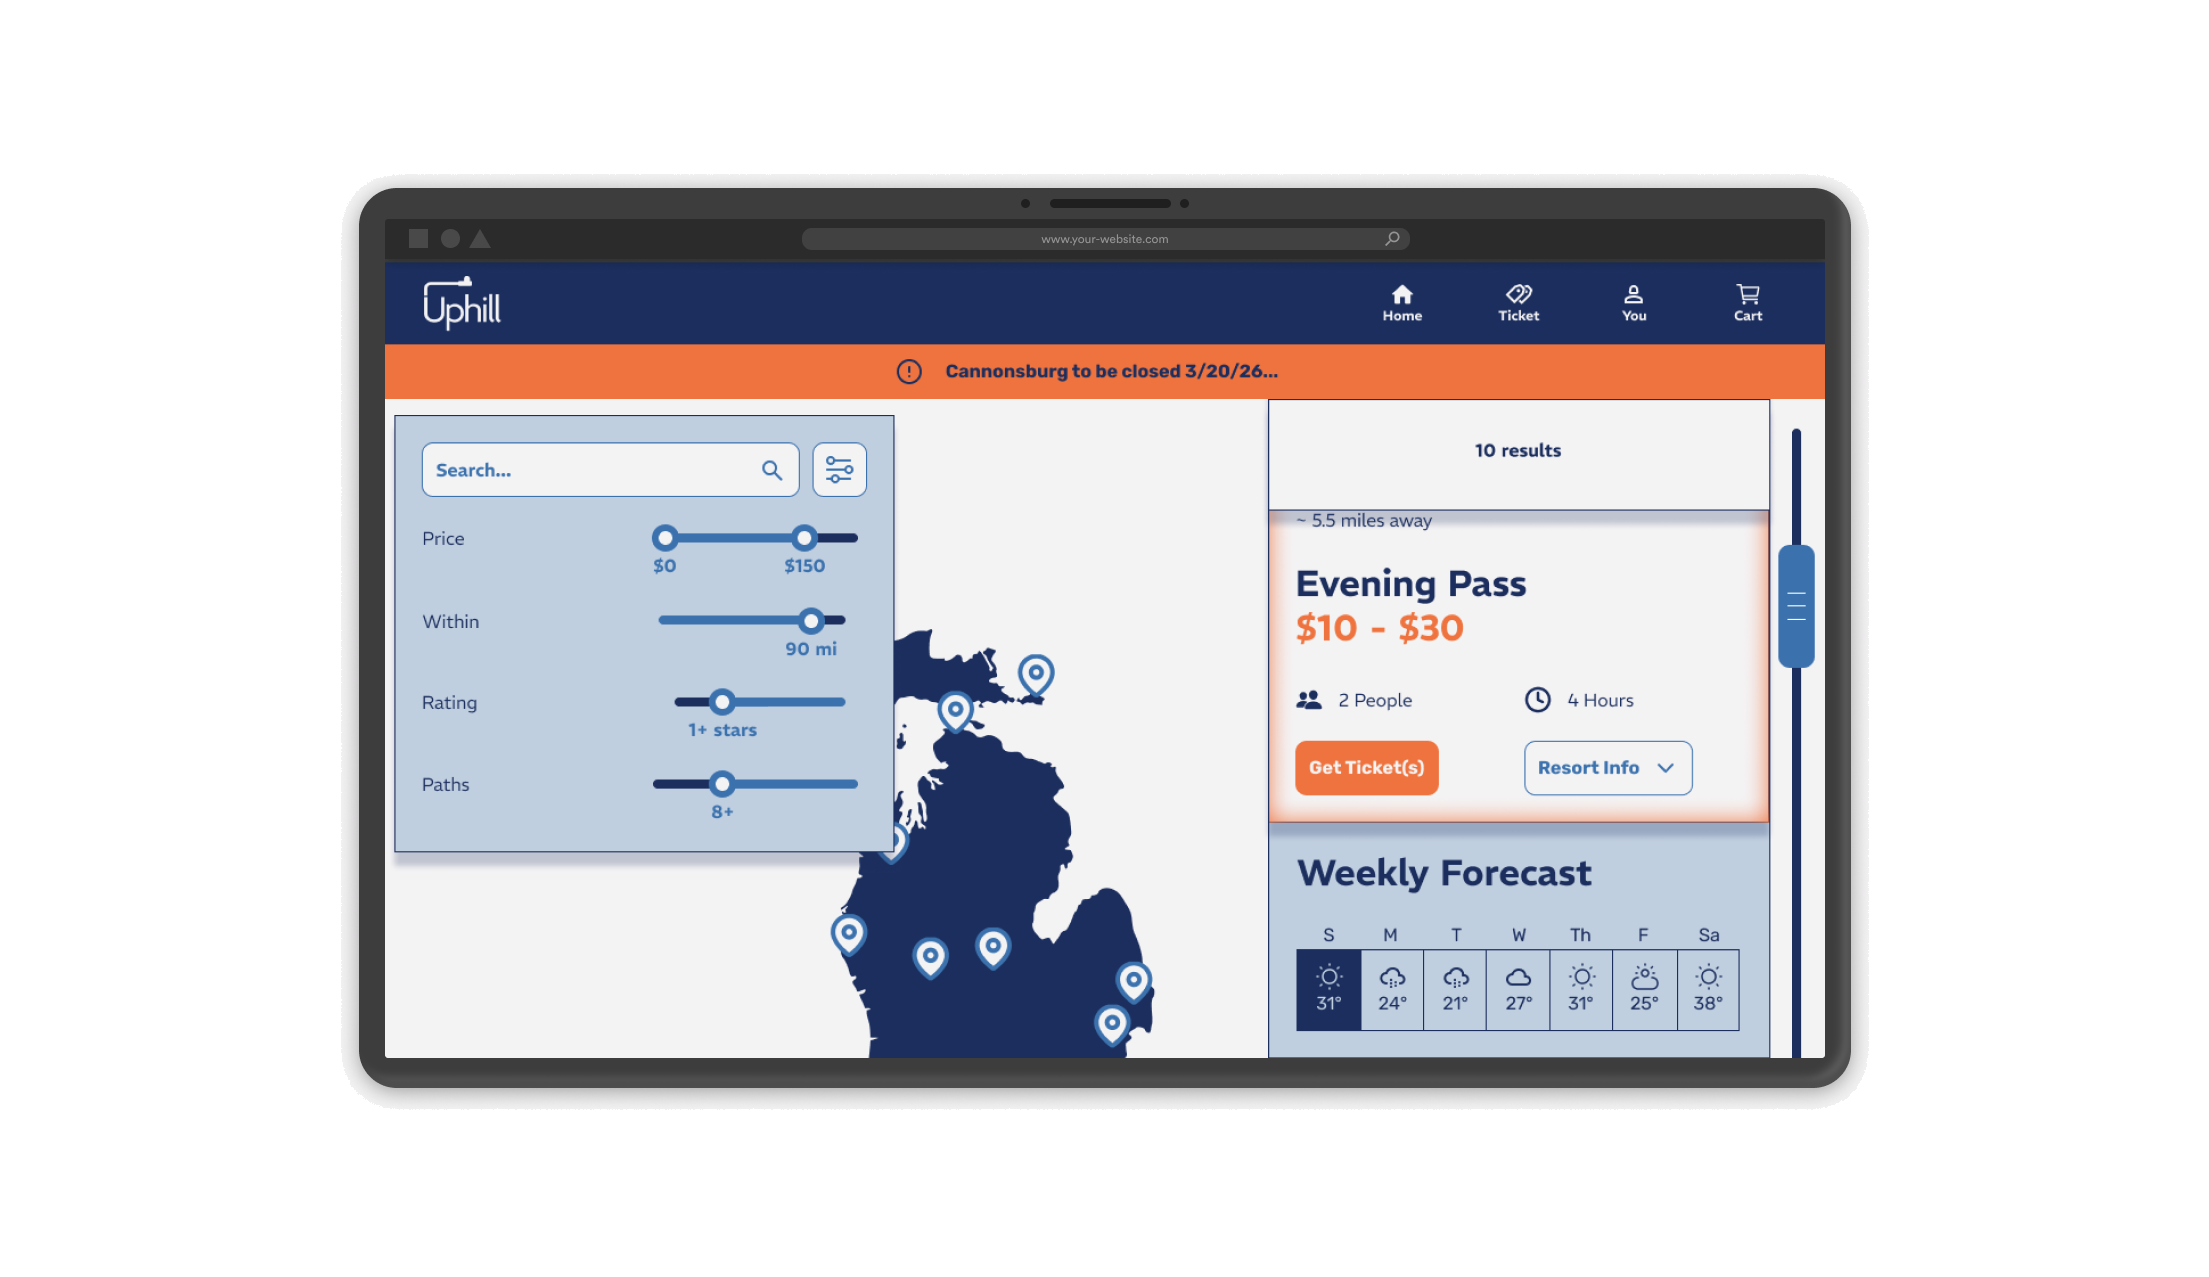 www.your-website.com
Uphill
Home
Ticket
You
Cart
Cannonsburg to be closed 3/20/26...
Search...
Price
$0
$150
Within
90 mi
Rating
1+ stars
Paths
8+
10 results
~ 5.5 miles away
Evening Pass
$10 - $30
2 People
4 Hours
Get Ticket(s)
Resort Info
Weekly Forecast
S M T W Th F Sa
31° 24° 21° 27° 31° 25° 38°